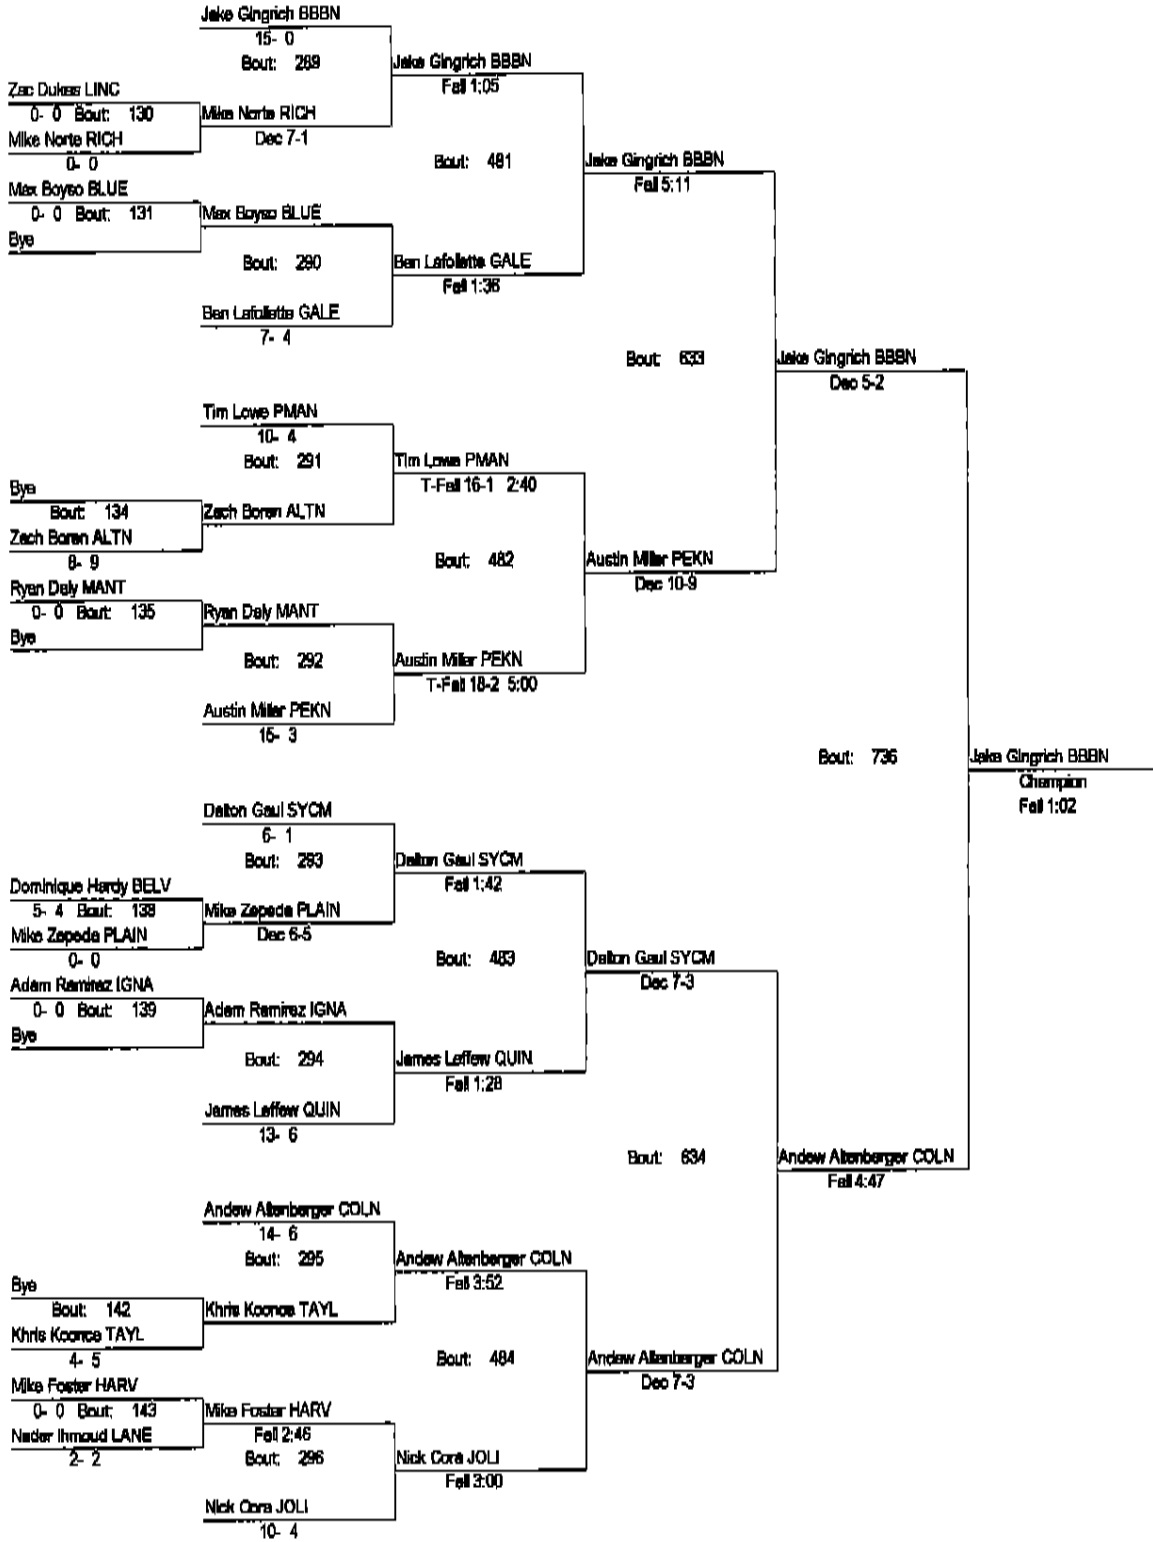 Jake Gingrich BBBN
15- 0
Bout: 289
Jake Gingrich BBBN
Fall 1:05
Zac Dukes LINC
0- 0 Bout: 130
Mike Norte RICH
Mike Norte RICH
Dec 7-1
0- 0
Bout: 481
Jake Gingrich BBBN
Fall 5:11
Max Boyso BLUE
0- 0 Bout: 131
Max Boyso BLUE
Bye
Bout: 290
Ben Lafollette GALE
Fall 1:36
Ben Lafollette GALE
7- 4
Bout: 633
Jake Gingrich BBBN
Dec 5-2
Tim Lowe PMAN
10- 4
Bout: 291
Tim Lowe PMAN
T-Fall 16-1 2:40
Bye
Bout: 134
Zach Boren ALTN
Zach Boren ALTN
8- 9
Bout: 482
Austin Miller PEKN
Dec 10-9
Ryan Daly MANT
0- 0 Bout: 135
Ryan Daly MANT
Bye
Bout: 292
Austin Miller PEKN
T-Fall 18-2 5:00
Austin Miller PEKN
15- 3
Bout: 736
Jake Gingrich BBBN
Champion
Fall 1:02
Dalton Gaul SYCM
6- 1
Bout: 293
Dalton Gaul SYCM
Fall 1:42
Dominique Hardy BELV
5- 4 Bout: 138
Mike Zepeda PLAIN
Mike Zepeda PLAIN
Dec 6-5
0- 0
Bout: 483
Dalton Gaul SYCM
Dec 7-3
Adam Ramirez IGNA
0- 0 Bout: 139
Adam Ramirez IGNA
Bye
Bout: 294
James Leffew QUIN
Fall 1:28
James Leffew QUIN
13- 6
Bout: 634
Andew Altenberger COLN
Fall 4:47
Andew Altenberger COLN
14- 6
Bout: 295
Andew Altenberger COLN
Fall 3:52
Bye
Bout: 142
Khris Koonce TAYL
Khris Koonce TAYL
4- 5
Bout: 484
Andew Altenberger COLN
Dec 7-3
Mike Foster HARV
0- 0 Bout: 143
Mike Foster HARV
Fall 2:46
Nader Ihmoud LANE
2- 2
Bout: 296
Nick Cora JOLI
Fall 3:00
Nick Cora JOLI
10- 4